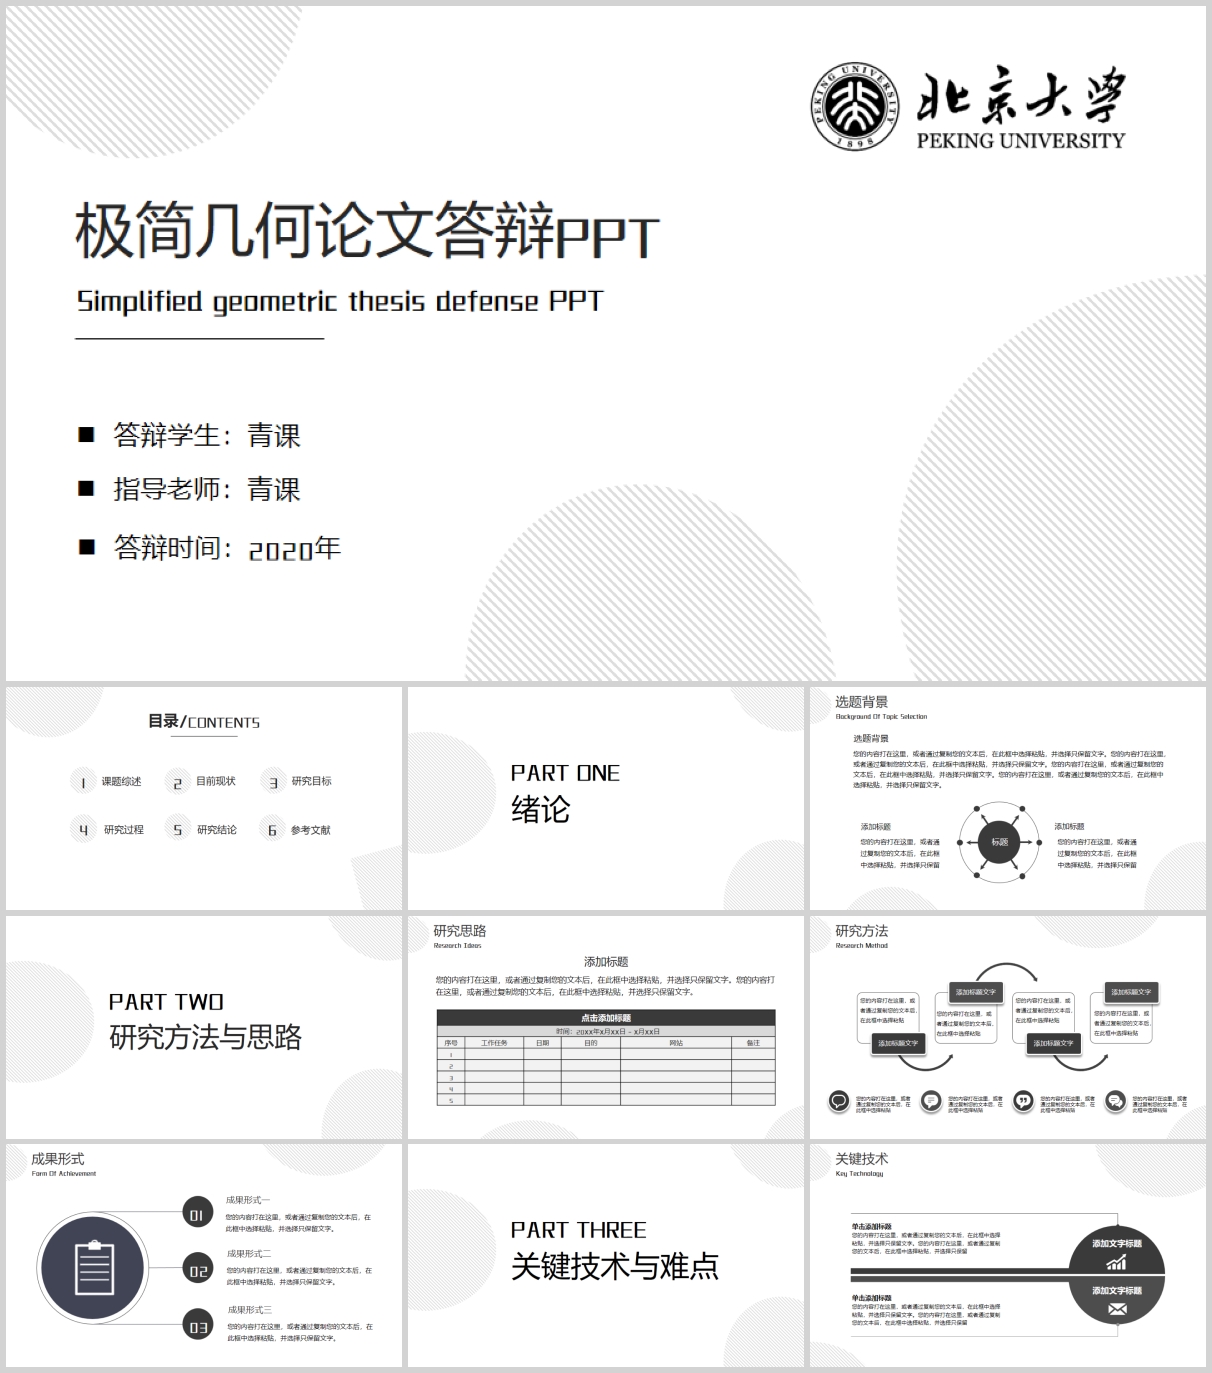 PEKING UNIVERSITY
1898
北京大学
PEKING UNIVERSITY
极简几何论文答辩PPT
Simplified geometric thesis defense PPT
■ 答辩学生：青课
■ 指导老师：青课
■ 答辩时间：2020年
目录/CONTENTS
1 课题综述 2 目前现状 3 研究目标
4 研究过程 5 研究结论 6 参考文献
PART ONE
绪论
选题背景
Background Of Topic Selection
选题背景
您的内容打在这里，或者通过复制您的文本后，在此框中选择粘贴，并选择只保留文字。您的内容打在这里，
或者通过复制您的文本后，在此框中选择粘贴，并选择只保留文字。您的内容打在这里，或者通过复制您的
文本后，在此框中选择粘贴，并选择只保留文字。您的内容打在这里，或者通过复制您的文本后，在此框中
选择粘贴，并选择只保留文字。
添加标题
您的内容打在这里，或者通
过复制您的文本后，在此框
中选择粘贴，并选择只保留
标题
添加标题
您的内容打在这里，或者通
过复制您的文本后，在此框
中选择粘贴，并选择只保留
PART TWO
研究方法与思路
研究思路
Research Ideas
添加标题
您的内容打在这里，或者通过复制您的文本后，在此框中选择粘贴，并选择只保留文字。您的内容打
在这里，或者通过复制您的文本后，在此框中选择粘贴，并选择只保留文字。
点击添加标题
时间：20XX年X月XX日 - X月XX日
序号 工作任务 日期 目的 网站 备注
1
2
3
4
5
研究方法
Research Method
您的内容打在这里，或
者通过复制您的文本后，
在此框中选择粘贴
添加标题文字
添加标题文字
您的内容打在这里，或
者通过复制您的文本后，
在此框中选择粘贴
您的内容打在这里，或
者通过复制您的文本后，
在此框中选择粘贴
添加标题文字
添加标题文字
您的内容打在这里，或
者通过复制您的文本后，
在此框中选择粘贴
您的内容打在这里，或者
通过复制您的文本后，在
此框中选择粘贴
您的内容打在这里，或者
通过复制您的文本后，在
此框中选择粘贴
您的内容打在这里，或者
通过复制您的文本后，在
此框中选择粘贴
您的内容打在这里，或者
通过复制您的文本后，在
此框中选择粘贴
成果形式
Form Of Achievement
01
成果形式一
您的内容打在这里，或者通过复制您的文本后，在
此框中选择粘贴，并选择只保留文字。
02
成果形式二
您的内容打在这里，或者通过复制您的文本后，在
此框中选择粘贴，并选择只保留文字。
03
成果形式三
您的内容打在这里，或者通过复制您的文本后，在
此框中选择粘贴，并选择只保留文字。
PART THREE
关键技术与难点
关键技术
Key Technology
单击添加标题
您的内容打在这里，或者通过复制您的文本后，在此框中选择
粘贴，并选择只保留文字。您的内容打在这里，或者通过复制
您的文本后，在此框中选择粘贴，并选择只保留
添加文字标题
添加文字标题
单击添加标题
您的内容打在这里，或者通过复制您的文本后，在此框中选择
粘贴，并选择只保留文字。您的内容打在这里，或者通过复制
您的文本后，在此框中选择粘贴，并选择只保留